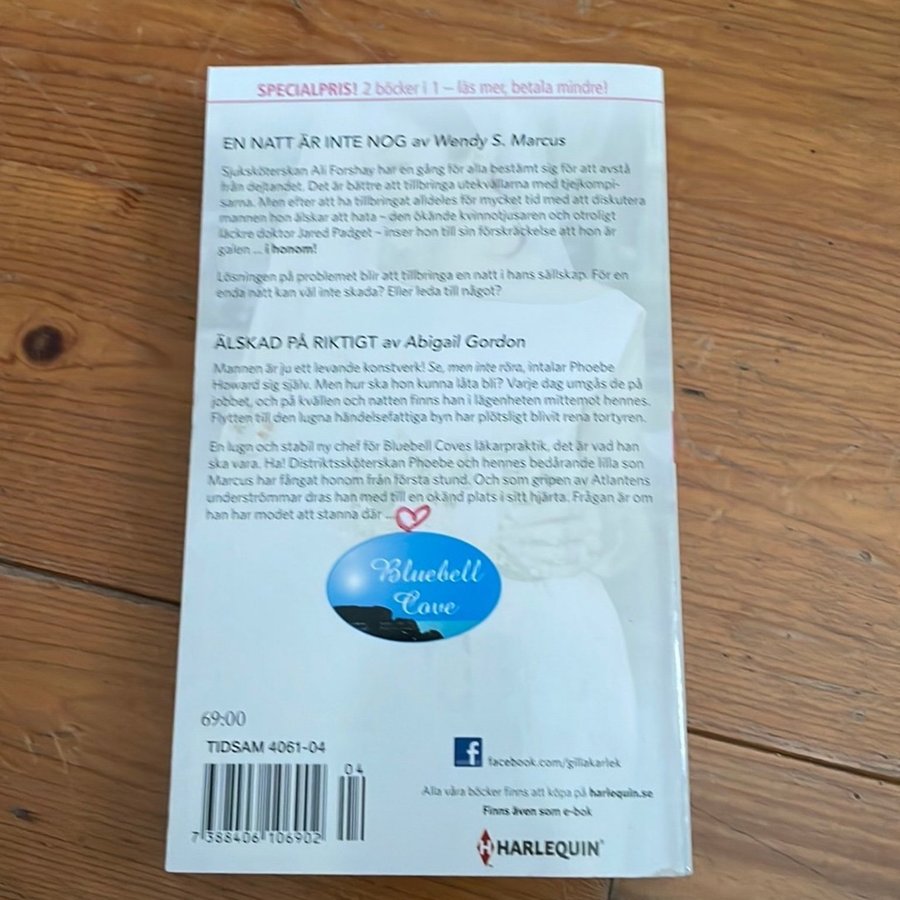 SPECIALPRIS! 2 böcker i 1 – läs mer, betala mindre!
EN NATT ÄR INTE NOG av Wendy S. Marcus
Sjuksköterskan Ali Forshay har en gång för alla bestämt sig för att avstå
från dejtandet. Det är bättre att tillbringa utekvällarna med tjejkompi-
sarna. Men efter att ha tillbringat alldeles för mycket tid med att diskutera
mannen hon älskar att hata – den ökände kvinnotjusaren och otroligt
läckre doktor Jared Padget – inser hon till sin förskräckelse att hon är
galen ... i honom!
Lösningen på problemet blir att tillbringa en natt i hans sällskap. För en
enda natt kan väl inte skada? Eller leda till något?
ÄLSKAD PÅ RIKTIGT av Abigail Gordon
Mannen är ju ett levande konstverk! Se, men inte röra, intalar Phoebe
Howard sig själv. Men hur ska hon kunna låta bli? Varje dag umgås de på
jobbet, och på kvällen och natten finns han i lägenheten mittemot hennes.
Flytten till den lugna händelsefattiga byn har plötsligt blivit rena tortyren.
En lugn och stabil ny chef för Bluebell Coves läkarpraktik, det är vad han
ska vara. Ha! Distriktssköterskan Phoebe och hennes bedårande lilla son
Marcus har fångat honom från första stund. Och som gripen av Atlantens
underströmmar dras han med till en okänd plats i sitt hjärta. Frågan är om
han har modet att stanna där ...
Bluebell
Cove
69:00
TIDSAM 4061-04
04
7 388406 106902
facebook.com/gillakarlek
Alla våra böcker finns att köpa på harlequin.se
Finns även som e-bok
H HARLEQUIN®